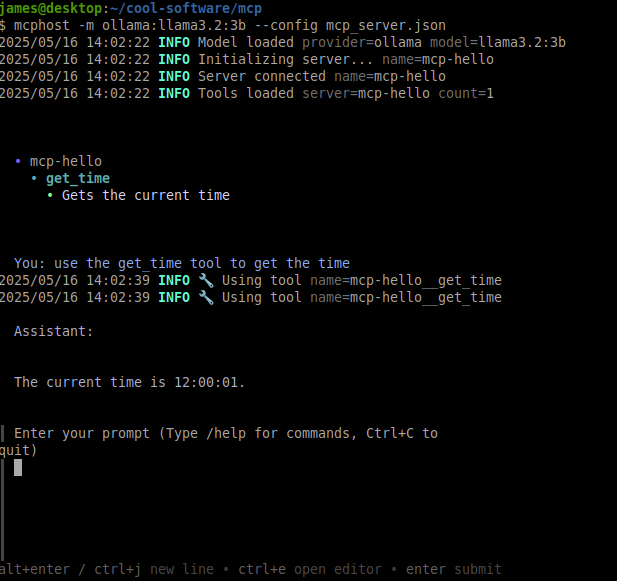 james@desktop:~/cool-software/mcp
$ mcphost -m ollama:llama3.2:3b --config mcp_server.json
2025/05/16 14:02:22 INFO Model loaded provider=ollama model=llama3.2:3b
2025/05/16 14:02:22 INFO Initializing server... name=mcp-hello
2025/05/16 14:02:22 INFO Server connected name=mcp-hello
2025/05/16 14:02:22 INFO Tools loaded server=mcp-hello count=1
• mcp-hello
• get_time
• Gets the current time
You: use the get_time tool to get the time
2025/05/16 14:02:39 INFO 🔧 Using tool name=mcp-hello__get_time
2025/05/16 14:02:39 INFO 🔧 Using tool name=mcp-hello__get_time
Assistant:
The current time is 12:00:01.
Enter your prompt (Type /help for commands, Ctrl+C to
quit)
alt+enter / ctrl+j new line • ctrl+e open editor • enter submit